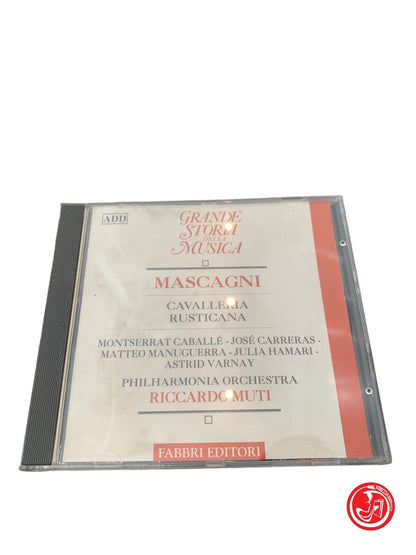 ADD
GRANDE
STORIA
DELLA
MUSICA
MASCAGNI
CAVALLERIA
RUSTICANA
MONTSERRAT CABALLÉ - JOSÉ CARRERAS -
MATTEO MANUGUERRA - JULIA HAMARI -
ASTRID VARNAY
PHILHARMONIA ORCHESTRA
RICCARDO MUTI
FABBRI EDITORI